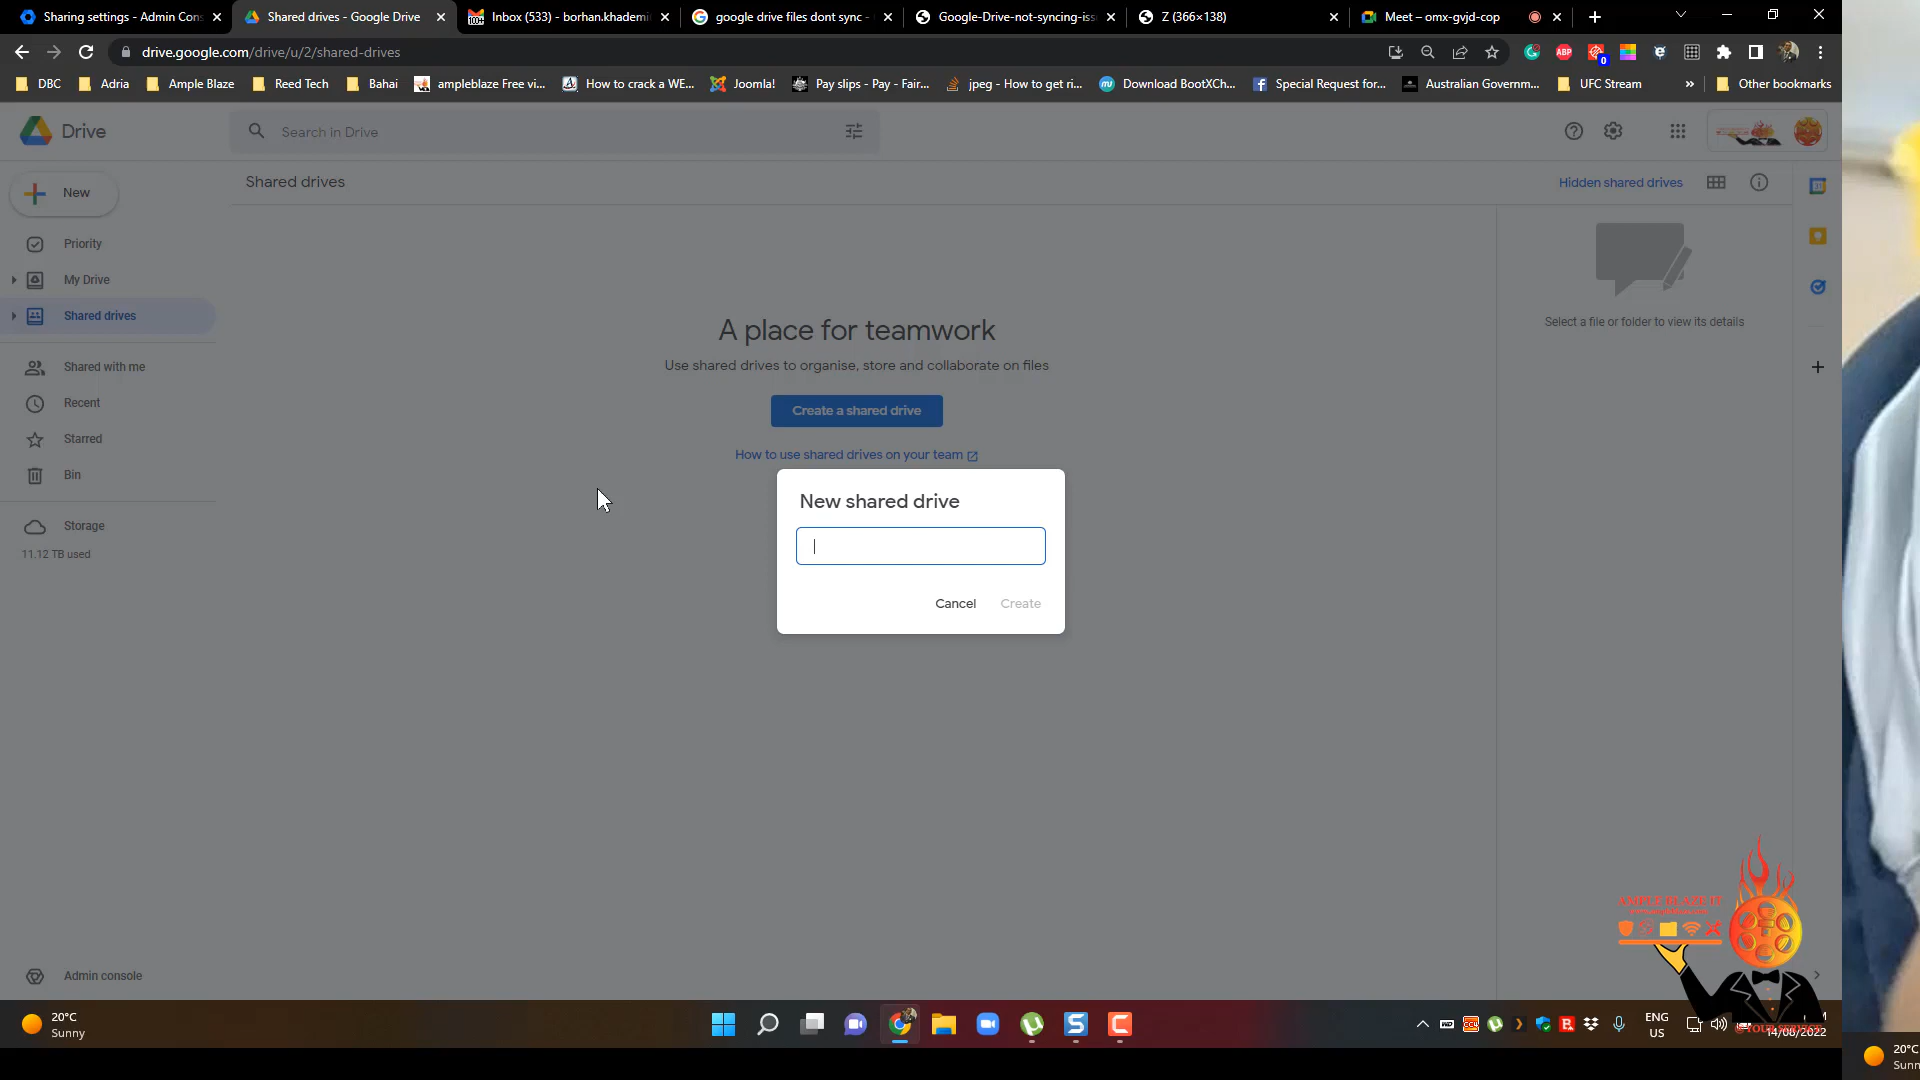 Sharing settings - Admin Cons
Shared drives - Google Drive
Inbox (533) - borhan.khademi
google drive files dont sync -
Google-Drive-not-syncing-iss
Z (366×138)
Meet – omx-gvjd-cop
drive.google.com/drive/u/2/shared-drives
DBC
Adria
Ample Blaze
Reed Tech
Bahai
ampleblaze Free vi...
How to crack a WE...
Joomla!
Pay slips - Pay - Fair...
jpeg - How to get ri...
Download BootXCh...
Special Request for...
Australian Governm...
UFC Stream
Other bookmarks
Drive
Search in Drive
New
Shared drives
Hidden shared drives
Priority
My Drive
Shared drives
Shared with me
Recent
Starred
Bin
Storage
11.12 TB used
Admin console
A place for teamwork
Use shared drives to organise, store and collaborate on files
Create a shared drive
How to use shared drives on your team
New shared drive
Cancel
Create
Select a file or folder to view its details
AMPLE BLAZE IT
@YOUR SERVICE
20°C
Sunny
ENG
US
14/08/2022
20°C
Sunn